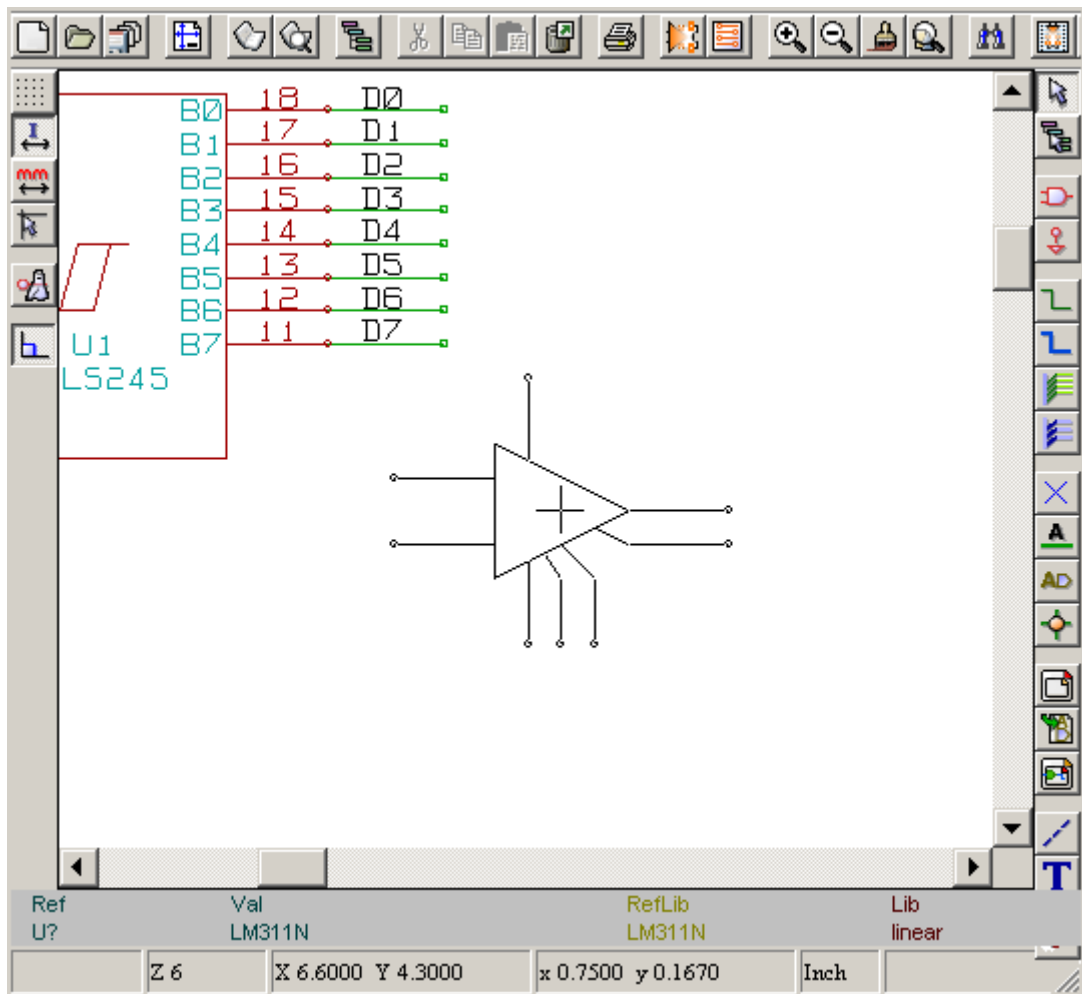 I
mm
B0 18 D0
B1 17 D1
B2 16 D2
B3 15 D3
B4 14 D4
B5 13 D5
B6 12 D6
B7 11 D7
U1
LS245
A
AD
T
Ref Val RefLib Lib
U? LM311N LM311N linear
Z 6 X 6.6000 Y 4.3000 x 0.7500 y 0.1670 Inch